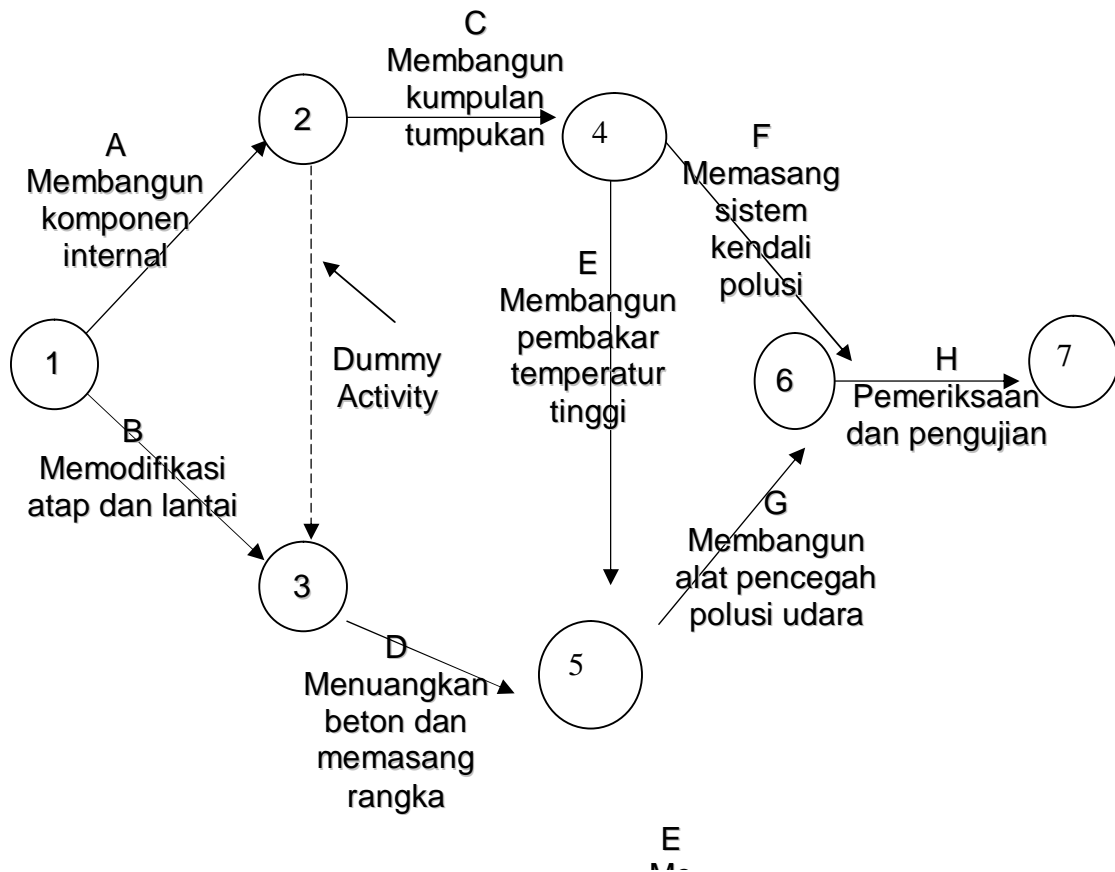 C
Membangun
kumpulan
tumpukan
2
4
A
Membangun
komponen
internal
F
Memasang
sistem
kendali
polusi
E
Membangun
pembakar
temperatur
tinggi
1
Dummy
Activity
6
H
Pemeriksaan
dan pengujian
7
B
Memodifikasi
atap dan lantai
G
Membangun
alat pencegah
polusi udara
3
D
Menuangkan
beton dan
memasang
rangka
5
E
Me